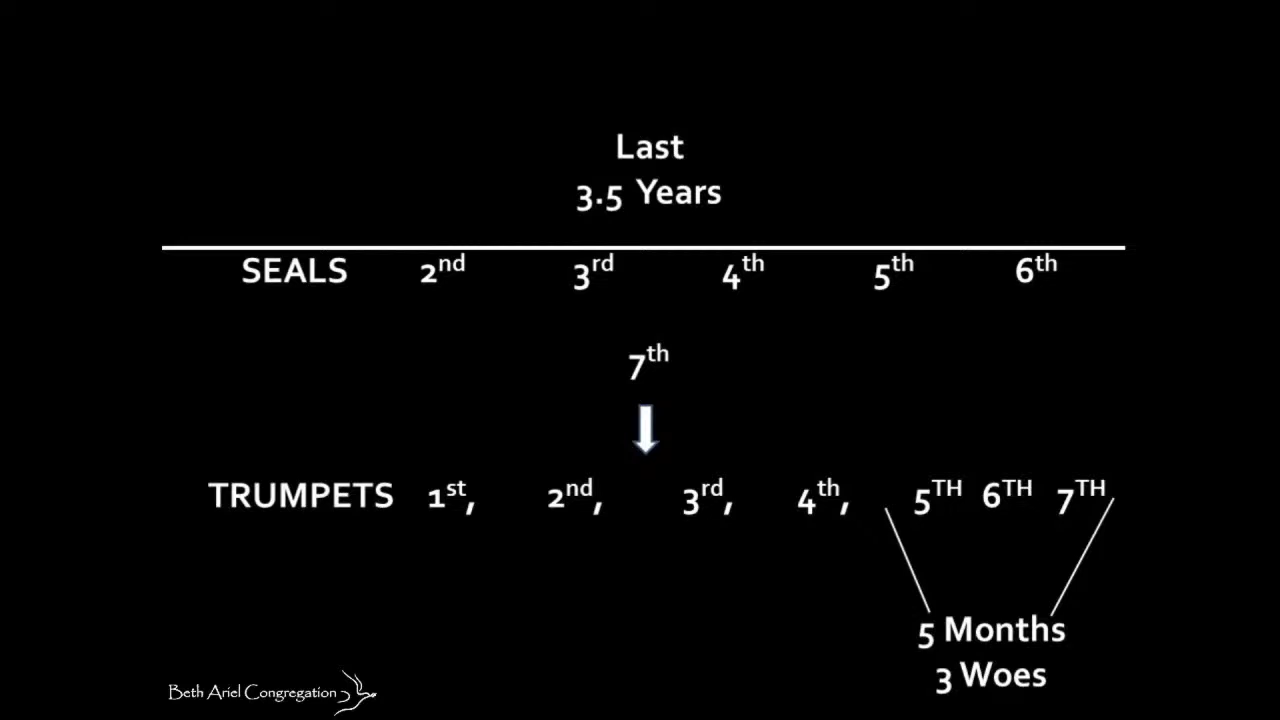 Last
3.5 Years
SEALS 2nd 3rd 4th 5th 6th
7th
TRUMPETS 1st, 2nd, 3rd, 4th, 5TH 6TH 7TH
5 Months
3 Woes
Beth Ariel Congregation